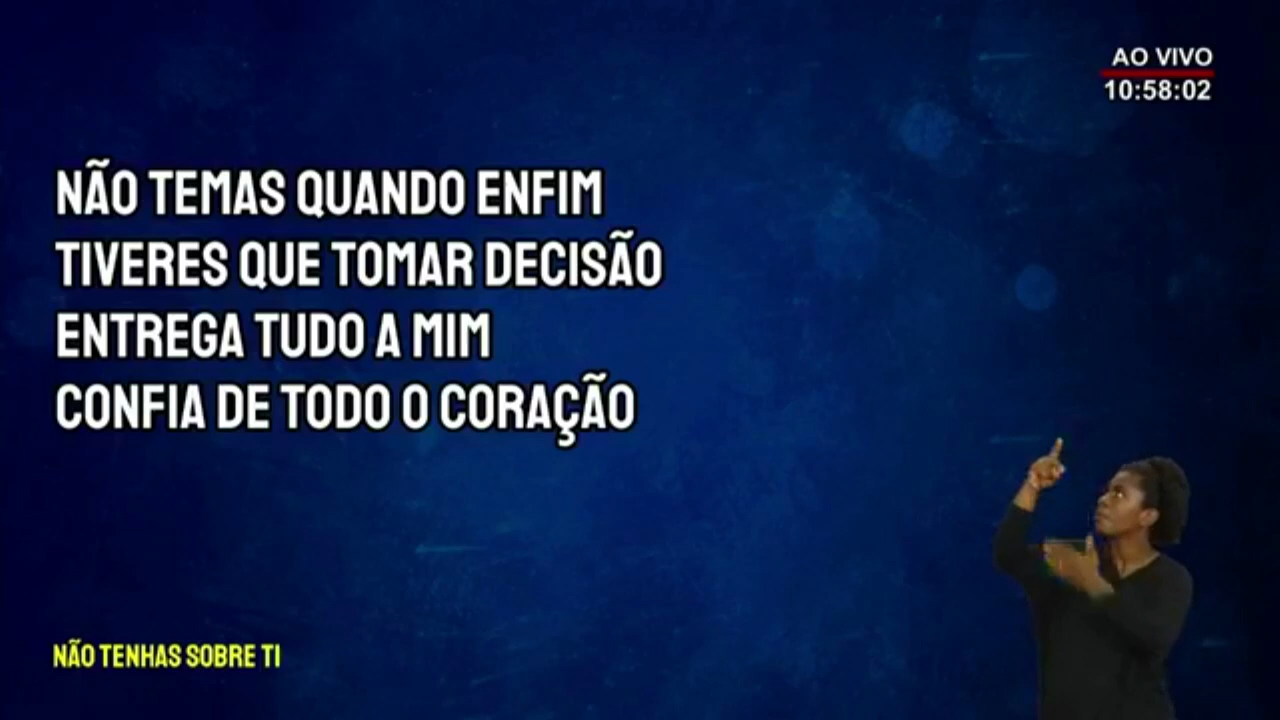 AO VIVO
10:58:02
NÃO TEMAS QUANDO ENFIM
TIVERES QUE TOMAR DECISÃO
ENTREGA TUDO A MIM
CONFIA DE TODO O CORAÇÃO
NÃO TENHAS SOBRE TI